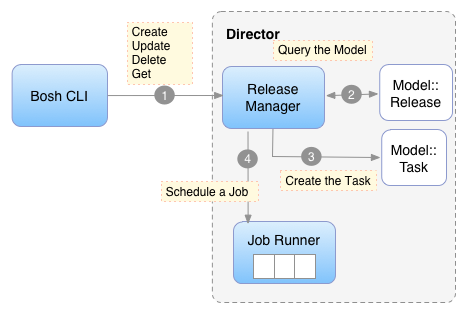 Create
Update
Delete
Get
Director
Query the Model
Bosh CLI
1
Release
Manager
2
Model::
Release
4
3
Model::
Task
Create the Task
Schedule a Job
Job Runner